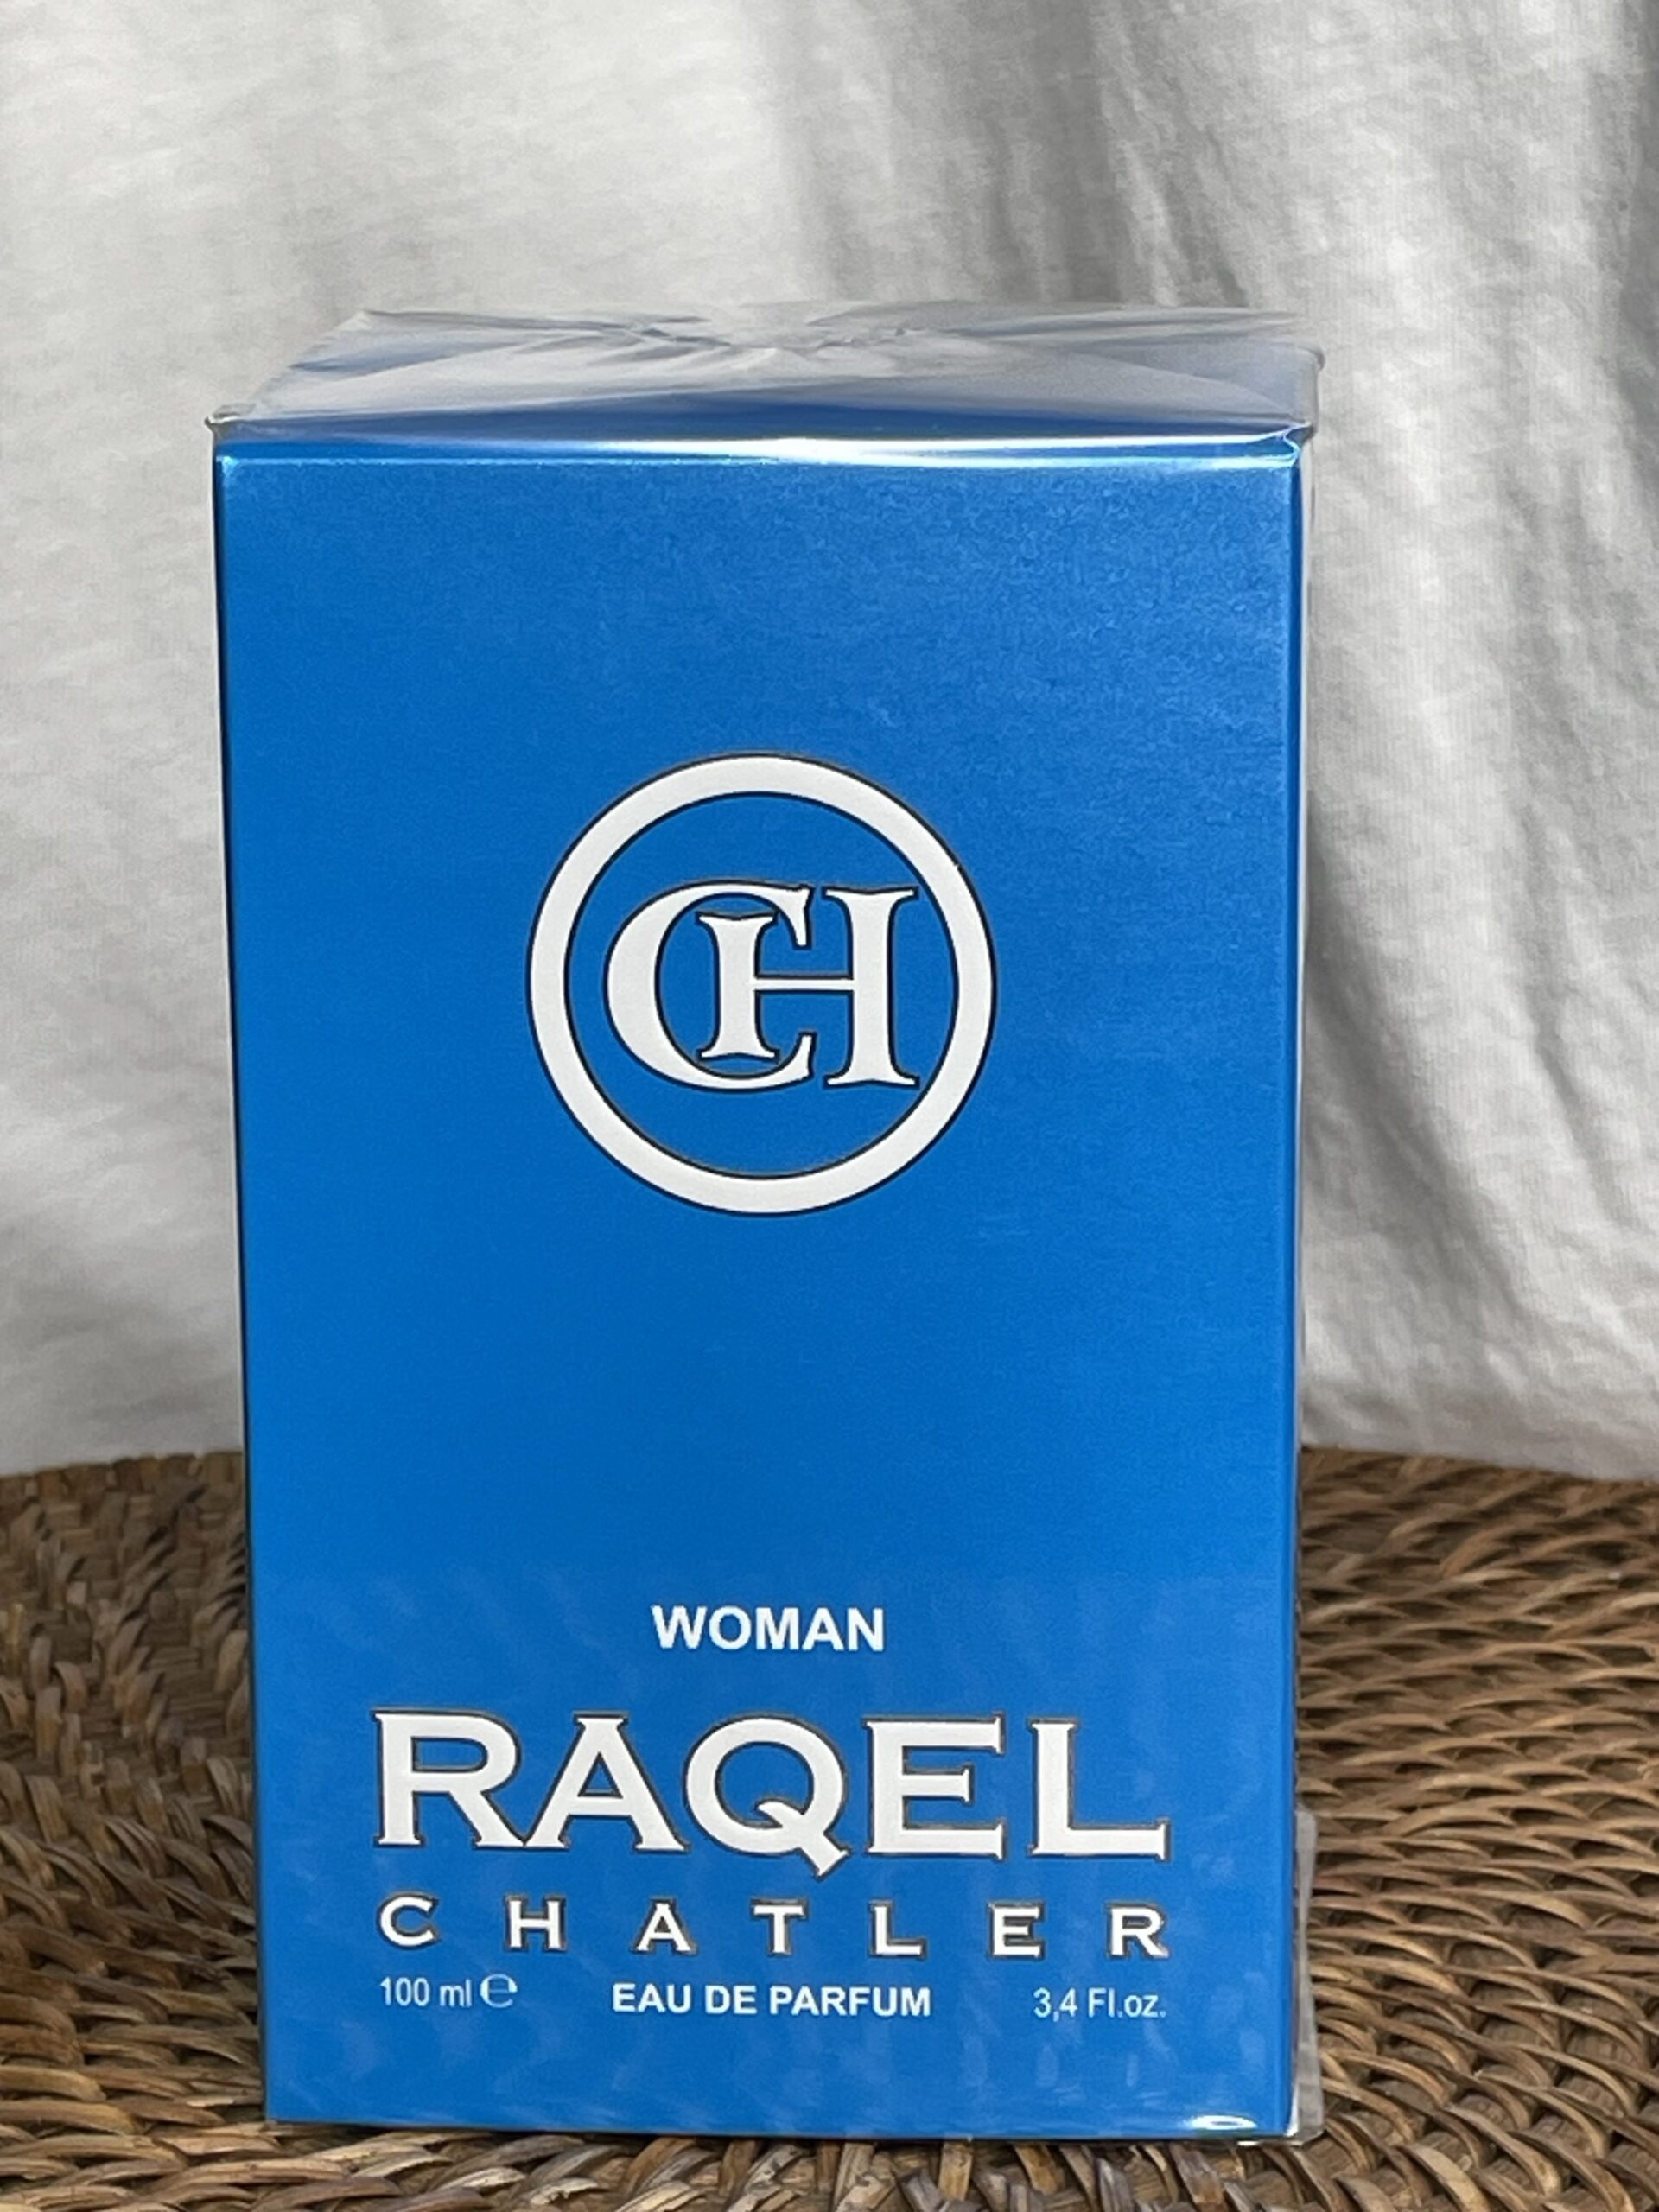 CH
WOMAN
RAQEL
CHATLER
100 ml ℮ EAU DE PARFUM 3,4 Fl.oz.